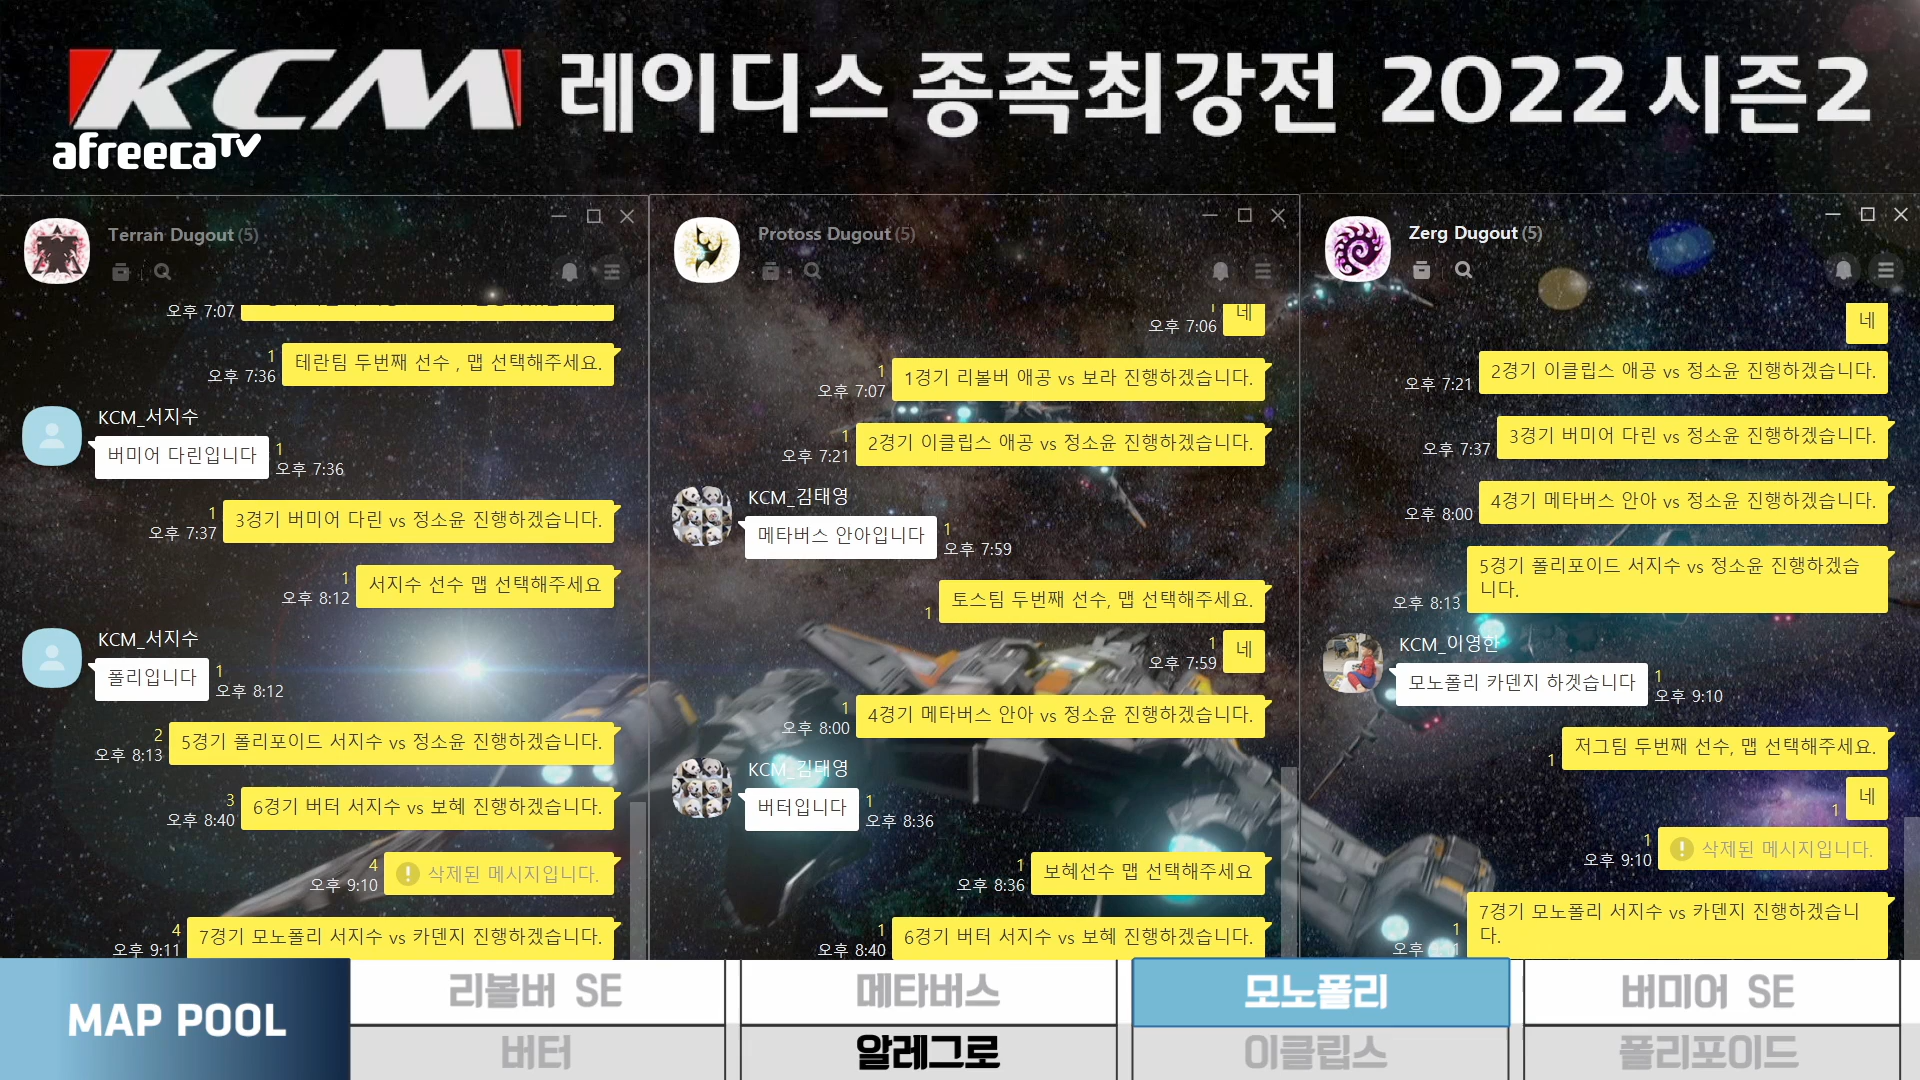 KCM 레이디스 종족최강전 2022 시즌2
afreecaTV
Terran Dugout (5)
오후 7:07
1
오후 7:36
테란팀 두번째 선수 , 맵 선택해주세요.
KCM_서지수
버미어 다린입니다
1
오후 7:36
1
오후 7:37
3경기 버미어 다린 vs 정소윤 진행하겠습니다.
1
오후 8:12
서지수 선수 맵 선택해주세요
KCM_서지수
폴리입니다
1
오후 8:12
2
오후 8:13
5경기 폴리포이드 서지수 vs 정소윤 진행하겠습니다.
3
오후 8:40
6경기 버터 서지수 vs 보혜 진행하겠습니다.
4
오후 9:10
삭제된 메시지입니다.
4
오후 9:11
7경기 모노폴리 서지수 vs 카덴지 진행하겠습니다.
Protoss Dugout (5)
1
오후 7:06
네
1
오후 7:07
1경기 리볼버 애공 vs 보라 진행하겠습니다.
1
오후 7:21
2경기 이클립스 애공 vs 정소윤 진행하겠습니다.
KCM_김태영
메타버스 안아입니다
1
오후 7:59
토스팀 두번째 선수, 맵 선택해주세요.
1
1
오후 7:59
네
1
오후 8:00
4경기 메타버스 안아 vs 정소윤 진행하겠습니다.
KCM_김태영
버터입니다
1
오후 8:36
1
오후 8:36
보혜선수 맵 선택해주세요
1
오후 8:40
6경기 버터 서지수 vs 보혜 진행하겠습니다.
Zerg Dugout (5)
네
오후 7:21
2경기 이클립스 애공 vs 정소윤 진행하겠습니다.
오후 7:37
3경기 버미어 다린 vs 정소윤 진행하겠습니다.
오후 8:00
4경기 메타버스 안아 vs 정소윤 진행하겠습니다.
오후 8:13
5경기 폴리포이드 서지수 vs 정소윤 진행하겠습
니다.
KCM_이영한
모노폴리 카덴지 하겠습니다
1
오후 9:10
저그팀 두번째 선수, 맵 선택해주세요.
1
네
1
1
오후 9:10
삭제된 메시지입니다.
7경기 모노폴리 서지수 vs 카덴지 진행하겠습니
다.
1
오후
MAP POOL
리볼버 SE
메타버스
모노폴리
버미어 SE
버터
알레그로
이클립스
폴리포이드